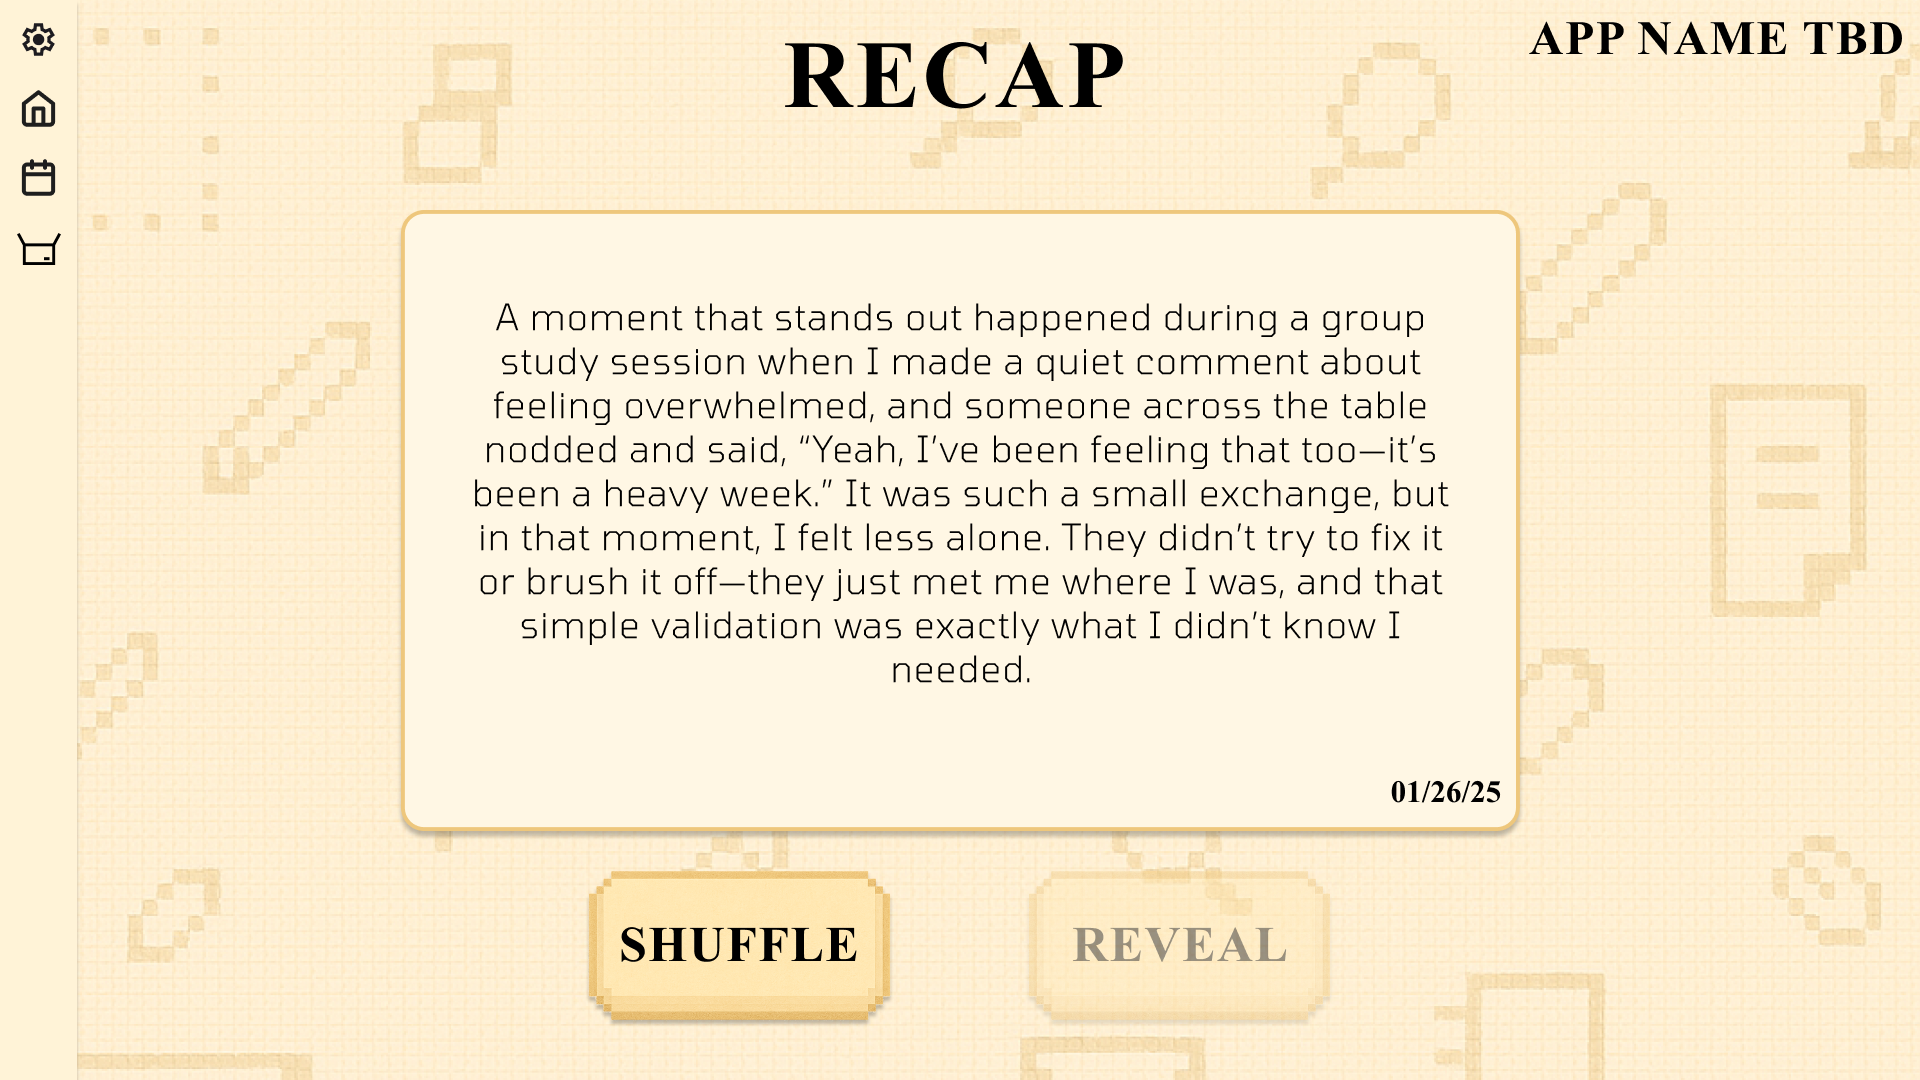 APP NAME TBD
RECAP
A moment that stands out happened during a group
study session when I made a quiet comment about
feeling overwhelmed, and someone across the table
nodded and said, “Yeah, I’ve been feeling that too—it’s
been a heavy week.” It was such a small exchange, but
in that moment, I felt less alone. They didn’t try to fix it
or brush it off—they just met me where I was, and that
simple validation was exactly what I didn’t know I
needed.
01/26/25
SHUFFLE
REVEAL